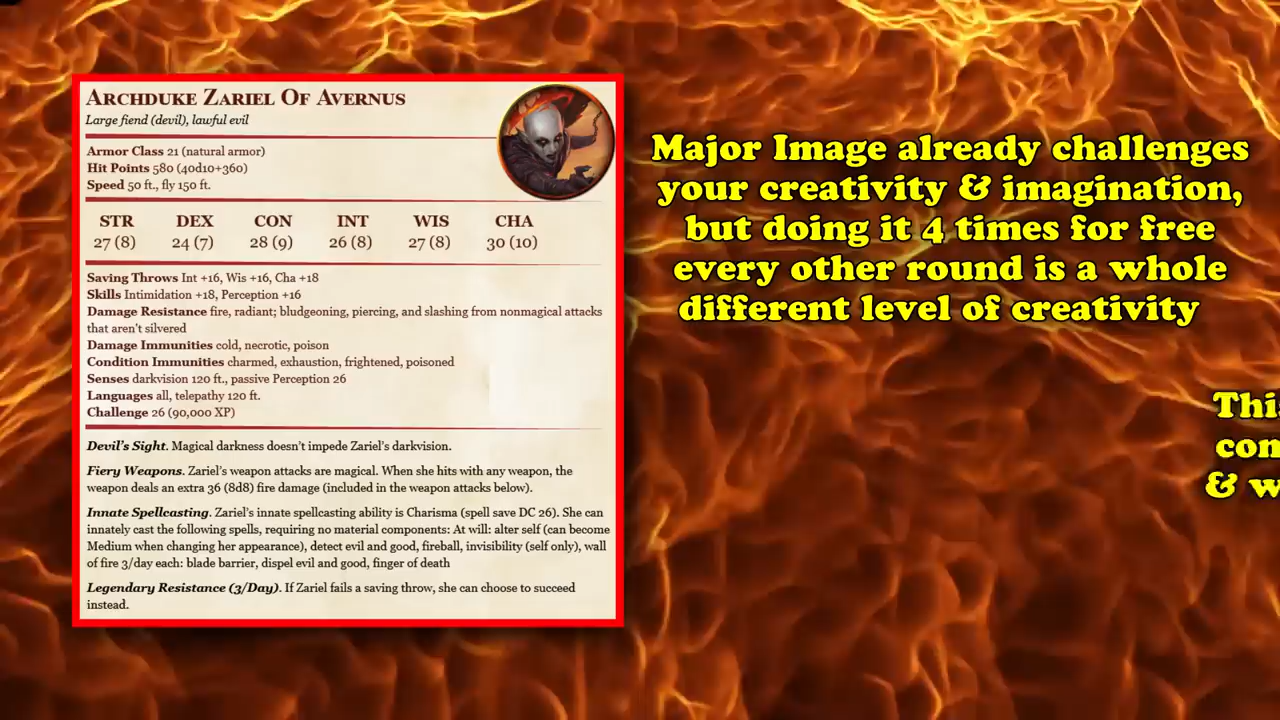 Archduke Zariel Of Avernus
Large fiend (devil), lawful evil
Armor Class 21 (natural armor)
Hit Points 580 (40d10+360)
Speed 50 ft., fly 150 ft.
STR DEX CON INT WIS CHA
27 (8) 24 (7) 28 (9) 26 (8) 27 (8) 30 (10)
Saving Throws Int +16, Wis +16, Cha +18
Skills Intimidation +18, Perception +16
Damage Resistance fire, radiant; bludgeoning, piercing, and slashing from nonmagical attacks
that aren't silvered
Damage Immunities cold, necrotic, poison
Condition Immunities charmed, exhaustion, frightened, poisoned
Senses darkvision 120 ft., passive Perception 26
Languages all, telepathy 120 ft.
Challenge 26 (90,000 XP)
Devil's Sight. Magical darkness doesn't impede Zariel's darkvision.
Fiery Weapons. Zariel's weapon attacks are magical. When she hits with any weapon, the
weapon deals an extra 36 (8d8) fire damage (included in the weapon attacks below).
Innate Spellcasting. Zariel's innate spellcasting ability is Charisma (spell save DC 26). She can
innately cast the following spells, requiring no material components: At will: alter self (can become
Medium when changing her appearance), detect evil and good, fireball, invisibility (self only), wall
of fire 3/day each: blade barrier, dispel evil and good, finger of death
Legendary Resistance (3/Day). If Zariel fails a saving throw, she can choose to succeed
instead.
Major Image already challenges
your creativity & imagination,
but doing it 4 times for free
every other round is a whole
different level of creativity
&